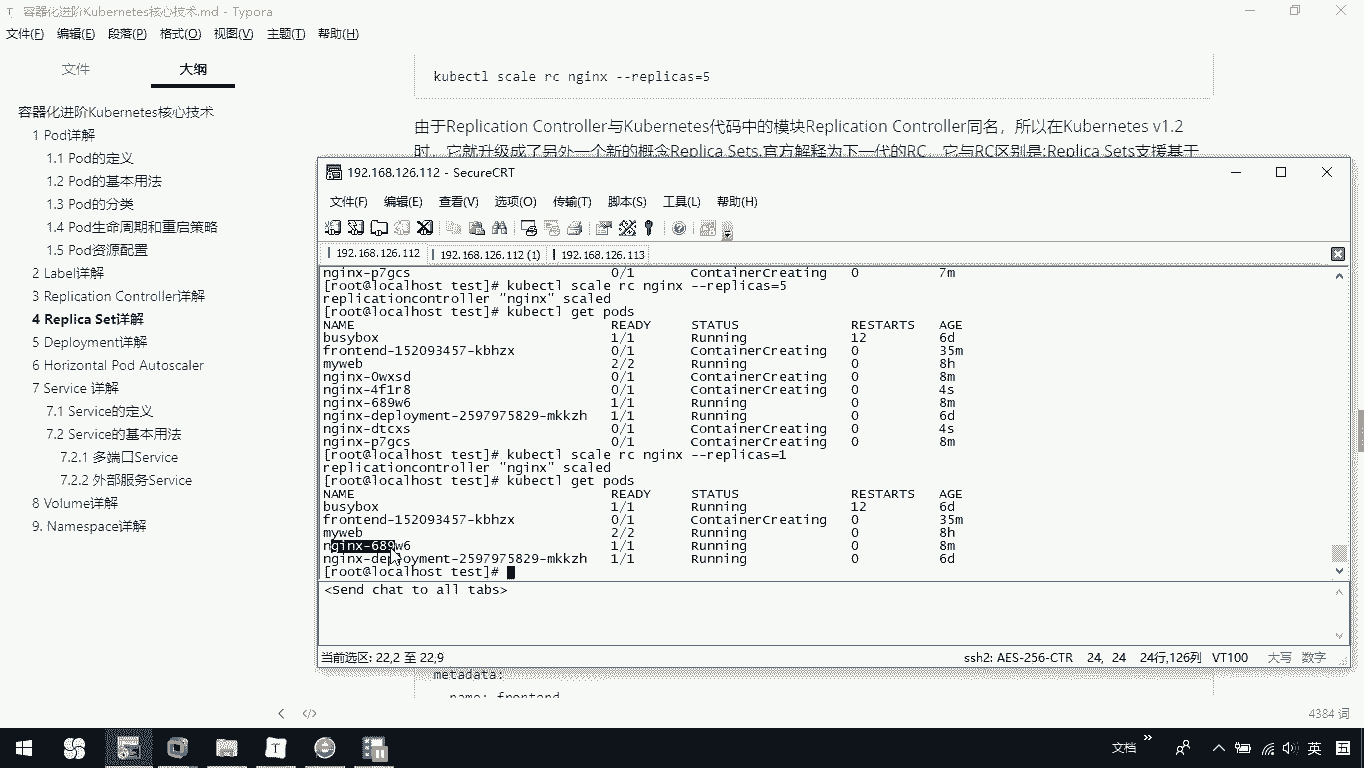 容器化进阶Kubernetes核心技术.md - Typora
文件(F) 编辑(E) 段落(P) 格式(O) 视图(V) 主题(T) 帮助(H)
文件 大纲
容器化进阶Kubernetes核心技术
1 Pod详解
1.1 Pod的定义
1.2 Pod的基本用法
1.3 Pod的分类
1.4 Pod生命周期和重启策略
1.5 Pod资源配置
2 Label详解
3 Replication Controller详解
4 Replica Set详解
5 Deployment详解
6 Horizontal Pod Autoscaler
7 Service 详解
7.1 Service的定义
7.2 Service的基本用法
7.2.1 多端口Service
7.2.2 外部服务Service
8 Volume详解
9. Namespace详解
kubectl scale rc nginx --replicas=5
由于Replication Controller与Kubernetes代码中的模块Replication Controller同名，所以在Kubernetes v1.2
时，它就升级成了另外一个新的概念Replica Sets,官方解释为下一代的RC，它与RC区别是:Replica Sets支援基于
192.168.126.112 - SecureCRT
文件(F) 编辑(E) 查看(V) 选项(O) 传输(T) 脚本(S) 工具(L) 帮助(H)
192.168.126.112 192.168.126.112 (1) 192.168.126.113
nginx-p7gcs 0/1 ContainerCreating 0 7m
[root@localhost test]# kubectl scale rc nginx --replicas=5
replicationcontroller "nginx" scaled
[root@localhost test]# kubectl get pods
NAME READY STATUS RESTARTS AGE
busybox 1/1 Running 12 6d
frontend-152093457-kbhzx 0/1 ContainerCreating 0 35m
myweb 2/2 Running 0 8h
nginx-0wxsd 0/1 ContainerCreating 0 8m
nginx-4f1r8 0/1 ContainerCreating 0 4s
nginx-689w6 1/1 Running 0 8m
nginx-deployment-2597975829-mkkzh 1/1 Running 0 6d
nginx-dtcxs 0/1 ContainerCreating 0 4s
nginx-p7gcs 0/1 ContainerCreating 0 8m
[root@localhost test]# kubectl scale rc nginx --replicas=1
replicationcontroller "nginx" scaled
[root@localhost test]# kubectl get pods
NAME READY STATUS RESTARTS AGE
busybox 1/1 Running 12 6d
frontend-152093457-kbhzx 0/1 ContainerCreating 0 35m
myweb 2/2 Running 0 8h
nginx-689w6 1/1 Running 0 8m
nginx-deployment-2597975829-mkkzh 1/1 Running 0 6d
[root@localhost test]#
<Send chat to all tabs>
当前选区: 22,2 至 22,9 ssh2: AES-256-CTR 24, 24 24行,126列 VT100 大写 数字
metadata:
name: frontend
4384 词
文档 英 五